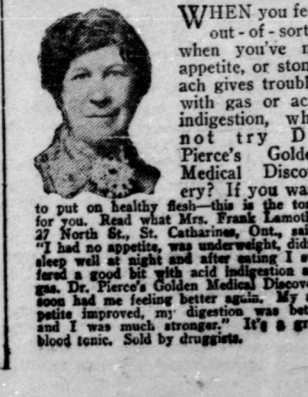 WHEN you fe
out-of-sort
when you've n
appetite, or stom
ach gives troubl
with gas or ac
indigestion, wh
not try D
Pierce's Golde
Medical Disco
ery? If you wa
to put on healthy flesh—this is the to
for you. Read what Mrs. Frank Lamot
27 North St., St. Catharines, Ont., sai
"I had no appetite, was underweight, did
sleep well at night and after eating I s
fered a good bit with acid indigestion
gas. Dr. Pierce's Golden Medical Discove
soon had me feeling better again. My
petite improved, my digestion was bet
and I was much stronger." It's a gr
blood tonic. Sold by druggists.